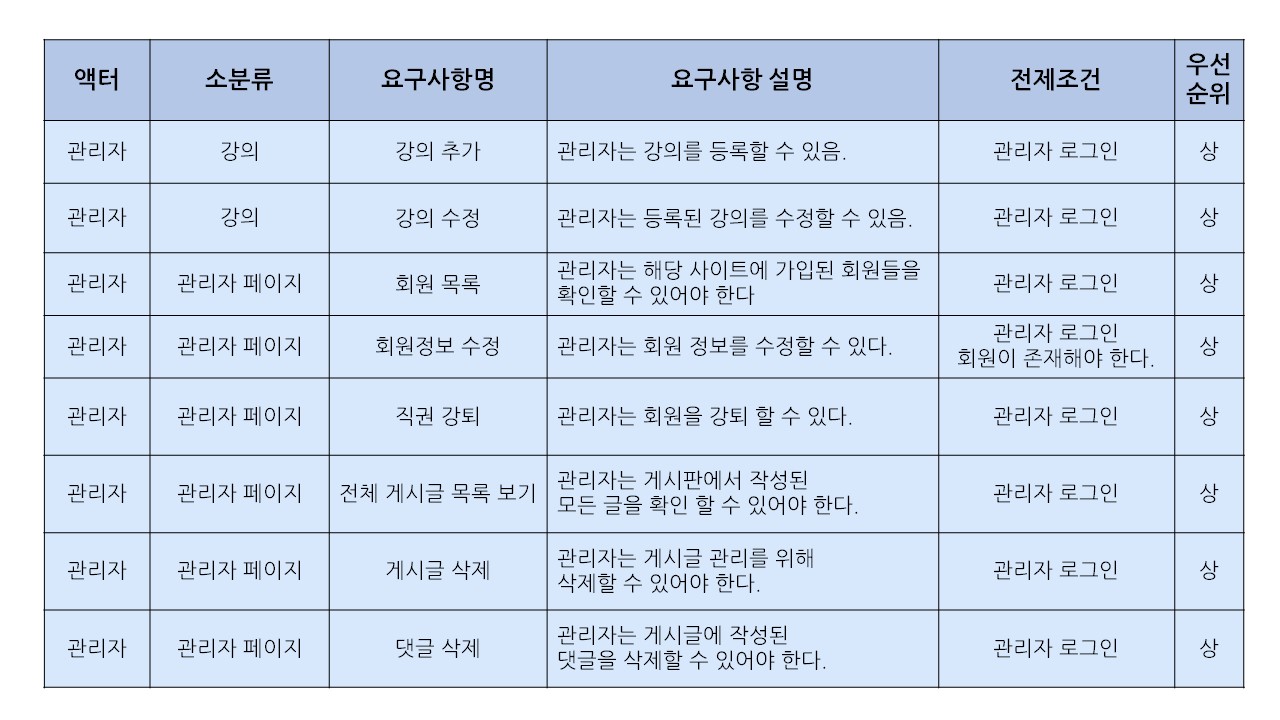 액터 소분류 요구사항명 요구사항 설명 전제조건 우선
순위
관리자 강의 강의 추가 관리자는 강의를 등록할 수 있음. 관리자 로그인 상
관리자 강의 강의 수정 관리자는 등록된 강의를 수정할 수 있음. 관리자 로그인 상
관리자 관리자 페이지 회원 목록 관리자는 해당 사이트에 가입된 회원들을
확인할 수 있어야 한다 관리자 로그인 상
관리자 관리자 페이지 회원정보 수정 관리자는 회원 정보를 수정할 수 있다. 관리자 로그인
회원이 존재해야 한다. 상
관리자 관리자 페이지 직권 강퇴 관리자는 회원을 강퇴 할 수 있다. 관리자 로그인 상
관리자 관리자 페이지 전체 게시글 목록 보기 관리자는 게시판에서 작성된
모든 글을 확인 할 수 있어야 한다. 관리자 로그인 상
관리자 관리자 페이지 게시글 삭제 관리자는 게시글 관리를 위해
삭제할 수 있어야 한다. 관리자 로그인 상
관리자 관리자 페이지 댓글 삭제 관리자는 게시글에 작성된
댓글을 삭제할 수 있어야 한다. 관리자 로그인 상